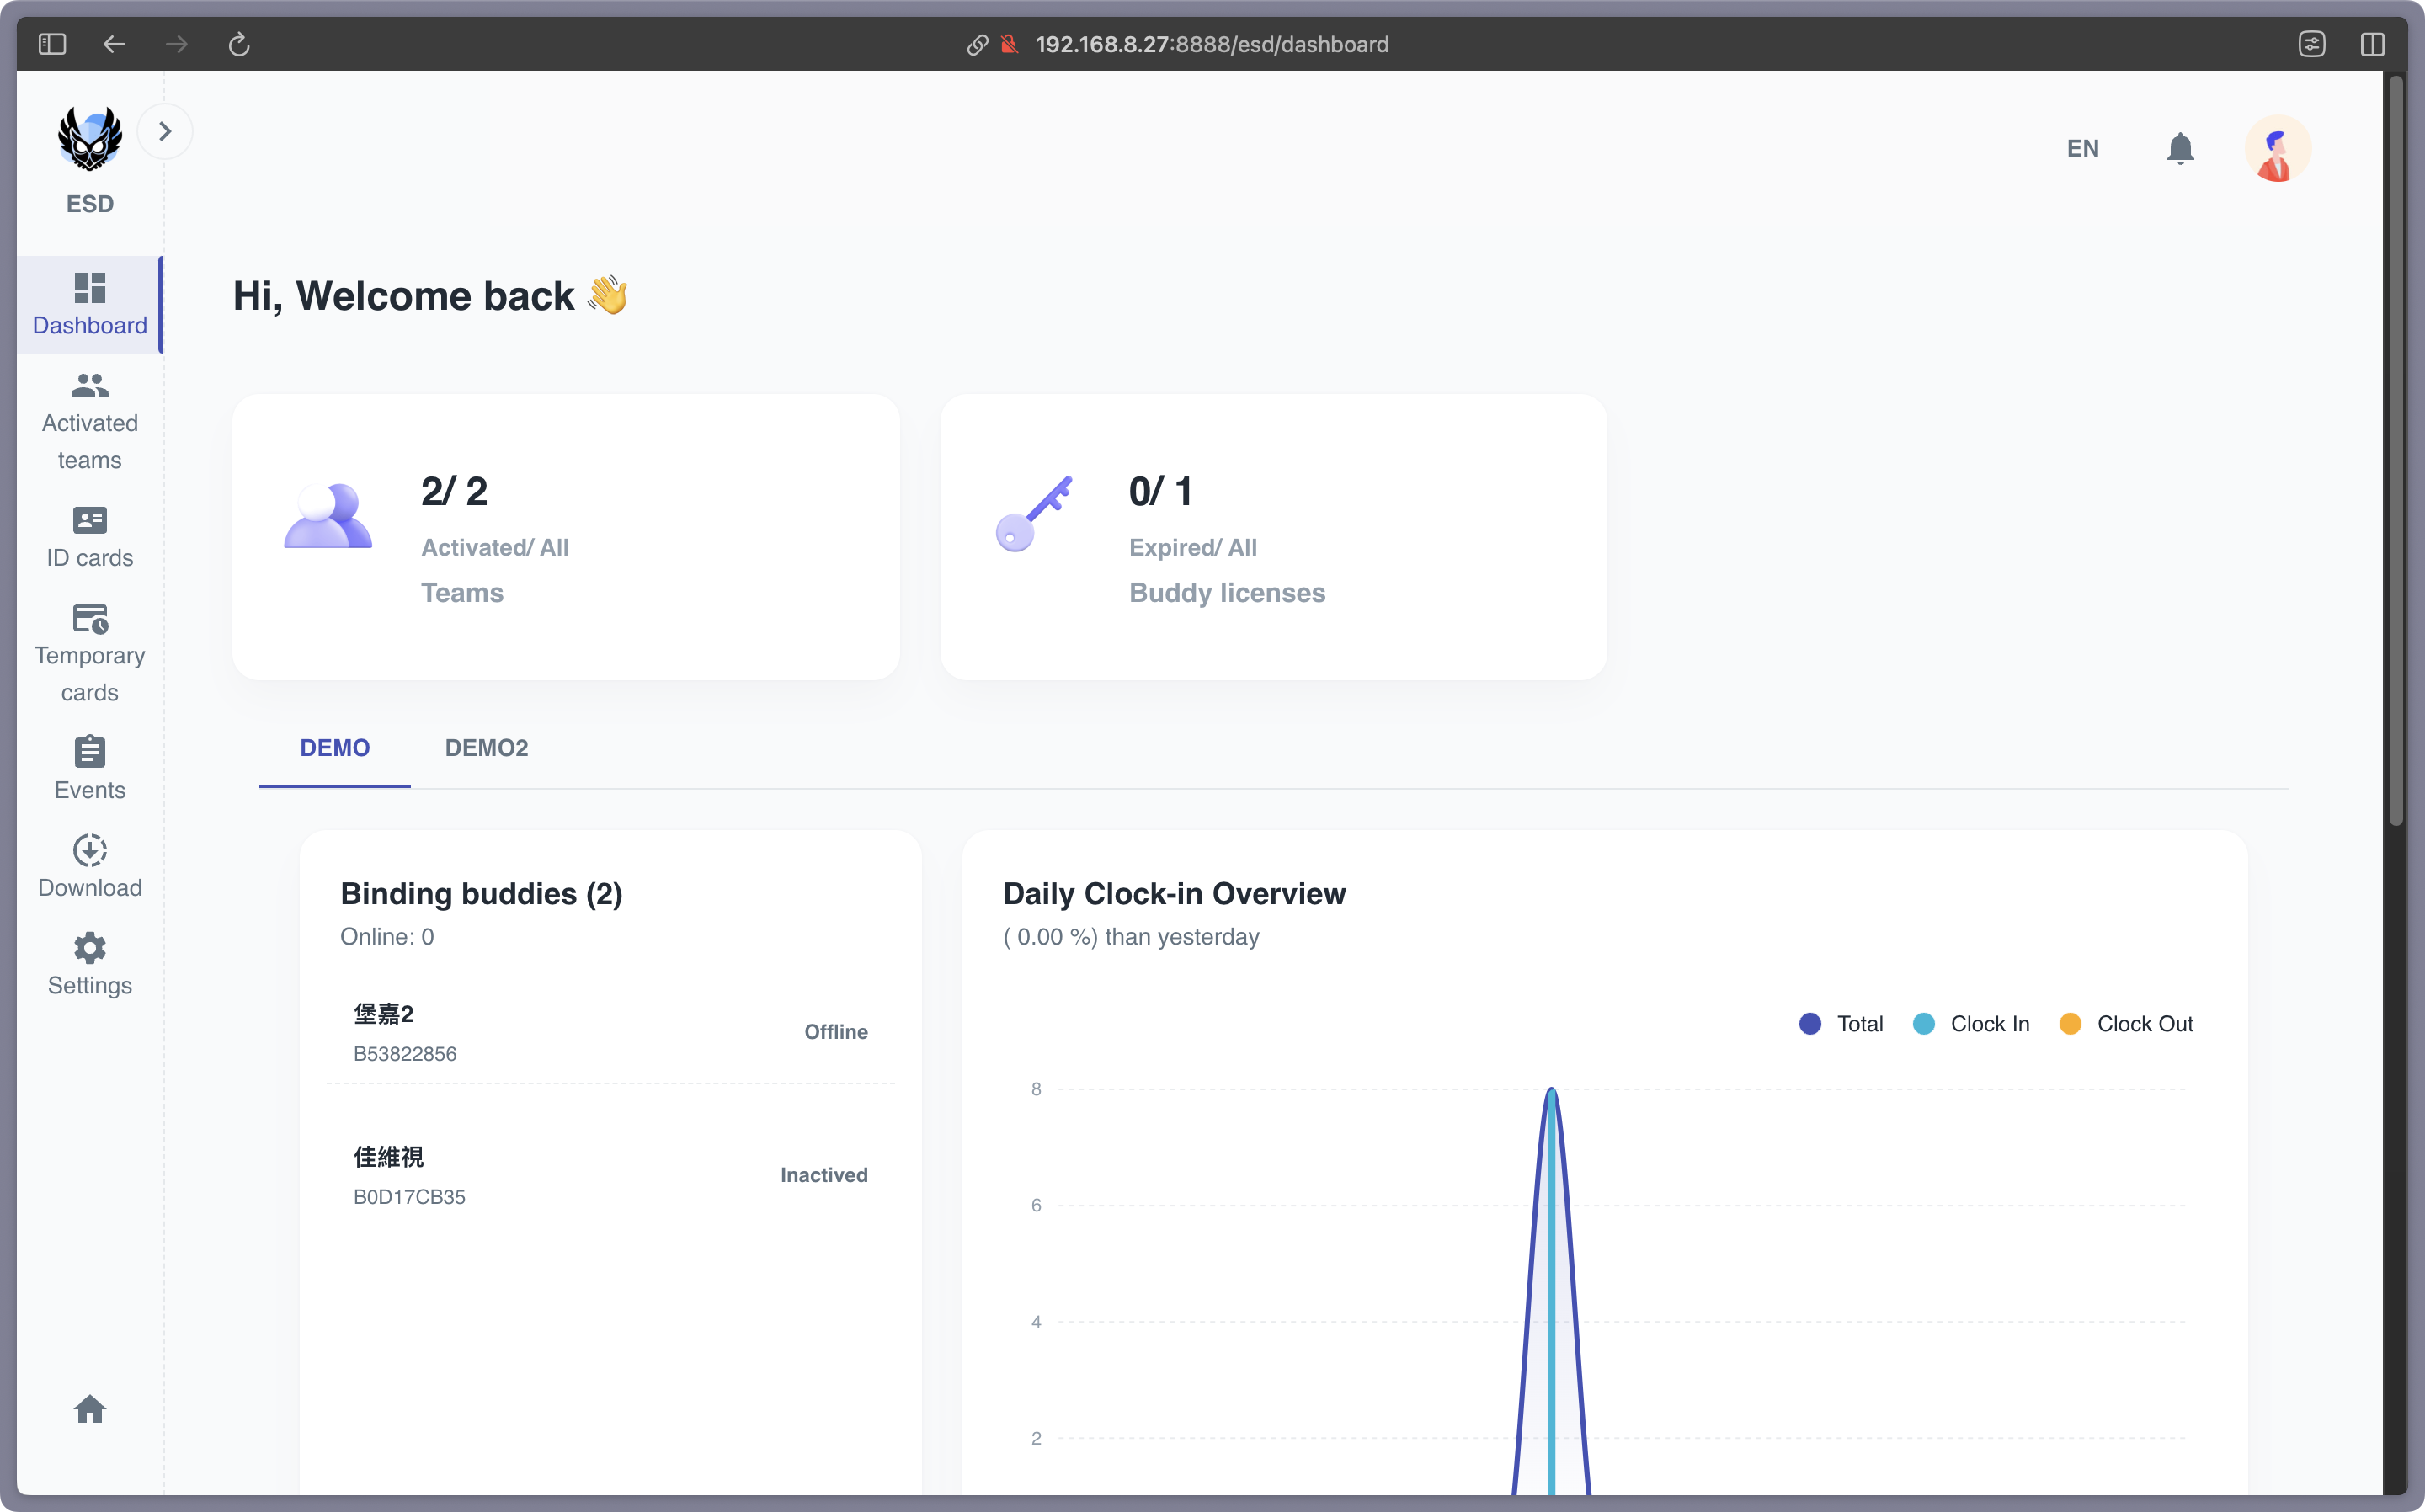 192.168.8.27:8888/esd/dashboard
ESD
EN
Dashboard
Activated
teams
ID cards
Temporary
cards
Events
Download
Settings
Hi, Welcome back 👋
2/ 2
Activated/ All
Teams
0/ 1
Expired/ All
Buddy licenses
DEMO
DEMO2
Binding buddies (2)
Online: 0
堡嘉2
B53822856
Offline
佳維視
B0D17CB35
Inactived
Daily Clock-in Overview
( 0.00 %) than yesterday
Total
Clock In
Clock Out
8
6
4
2